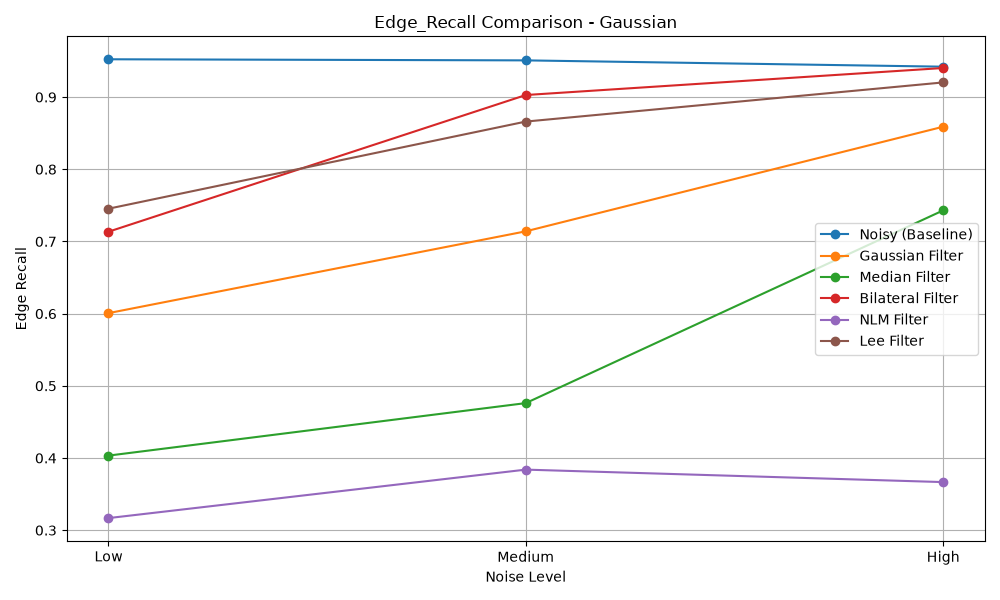 Edge_Recall Comparison - Gaussian
Edge Recall
0.9
0.8
0.7
0.6
0.5
0.4
0.3
Noisy (Baseline)
Gaussian Filter
Median Filter
Bilateral Filter
NLM Filter
Lee Filter
Low Medium High
Noise Level